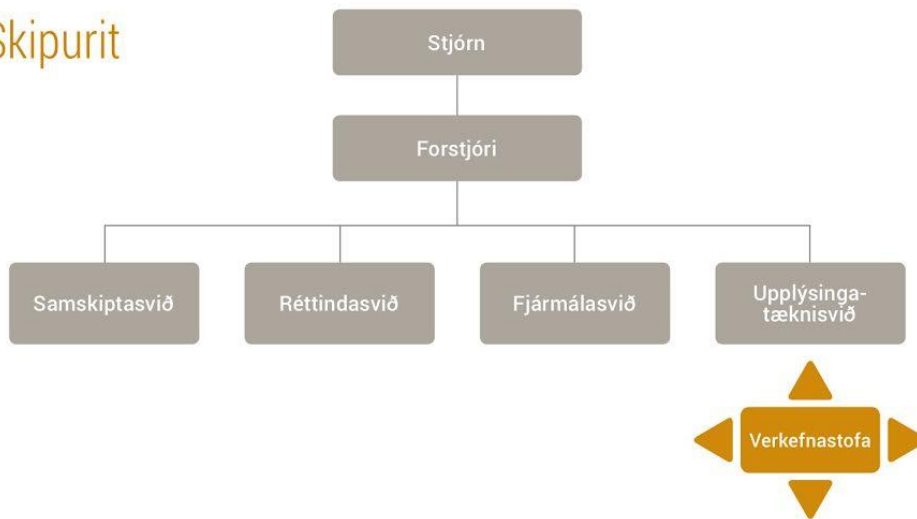 Skipurit
Stjórn
Forstjóri
Samskiptasvið
Réttindasvið
Fjármálasvið
Upplýsinga-
tæknisvið
Verkefnastofa